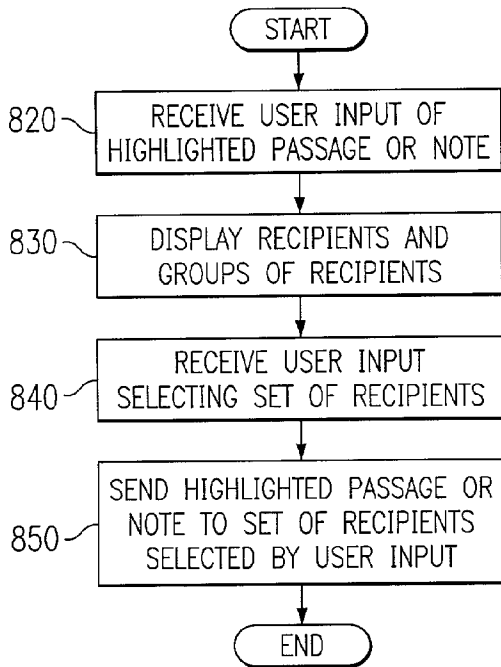 START
820
RECEIVE USER INPUT OF
HIGHLIGHTED PASSAGE OR NOTE
830
DISPLAY RECIPIENTS AND
GROUPS OF RECIPIENTS
840
RECEIVE USER INPUT
SELECTING SET OF RECIPIENTS
850
SEND HIGHLIGHTED PASSAGE OR
NOTE TO SET OF RECIPIENTS
SELECTED BY USER INPUT
END